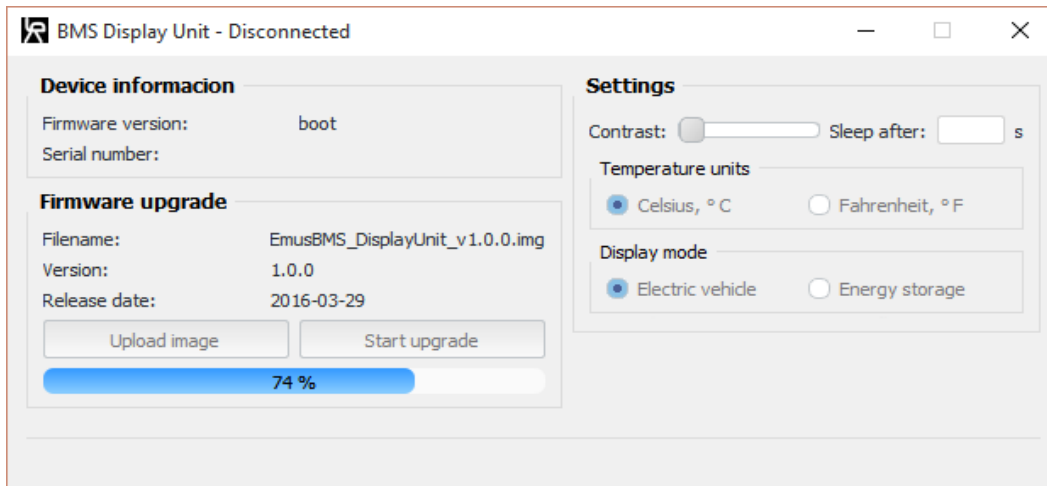 BMS Display Unit - Disconnected
Device informacion
Firmware version: boot
Serial number:
Firmware upgrade
Filename: EmusBMS_DisplayUnit_v1.0.0.img
Version: 1.0.0
Release date: 2016-03-29
Upload image Start upgrade
74 %
Settings
Contrast: Sleep after: s
Temperature units
Celsius, ° C Fahrenheit, ° F
Display mode
Electric vehicle Energy storage